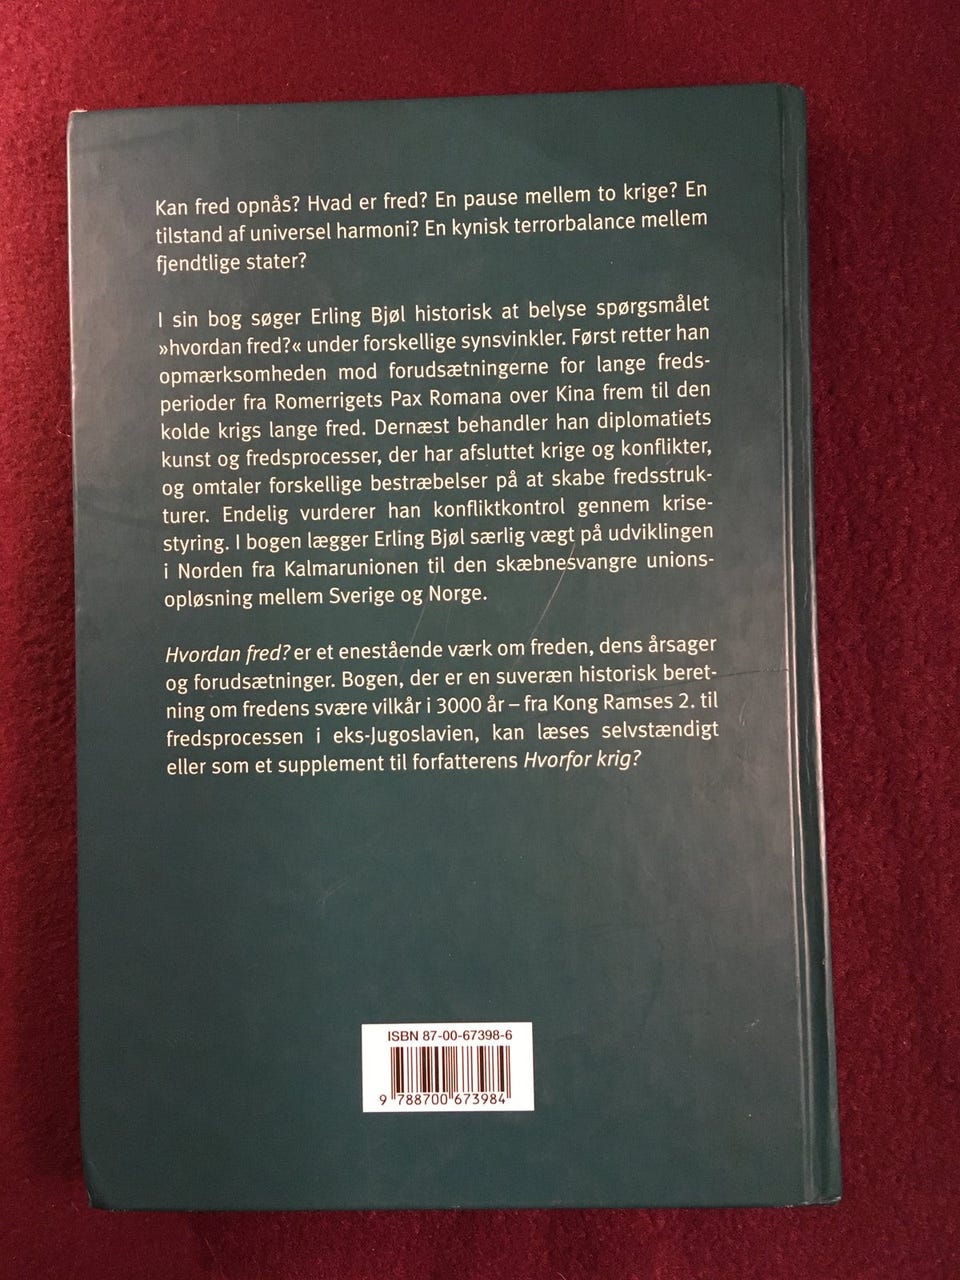 Kan fred opnås? Hvad er fred? En pause mellem to krige? En
tilstand af universel harmoni? En kynisk terrorbalance mellem
fjendtlige stater?
I sin bog søger Erling Bjøl historisk at belyse spørgsmålet
»hvordan fred?« under forskellige synsvinkler. Først retter han
opmærksomheden mod forudsætningerne for lange freds-
perioder fra Romerrigets Pax Romana over Kina frem til den
kolde krigs lange fred. Dernæst behandler han diplomatiets
kunst og fredsprocesser, der har afsluttet krige og konflikter,
og omtaler forskellige bestræbelser på at skabe fredsstruk-
turer. Endelig vurderer han konfliktkontrol gennem krise-
styring. I bogen lægger Erling Bjøl særlig vægt på udviklingen
i Norden fra Kalmarunionen til den skæbnesvangre unions-
opløsning mellem Sverige og Norge.
Hvordan fred? er et enestående værk om freden, dens årsager
og forudsætninger. Bogen, der er en suveræn historisk beret-
ning om fredens svære vilkår i 3000 år – fra Kong Ramses 2. til
fredsprocessen i eks-Jugoslavien, kan læses selvstændigt
eller som et supplement til forfatterens Hvorfor krig?
ISBN 87-00-67398-6
9 788700 673984